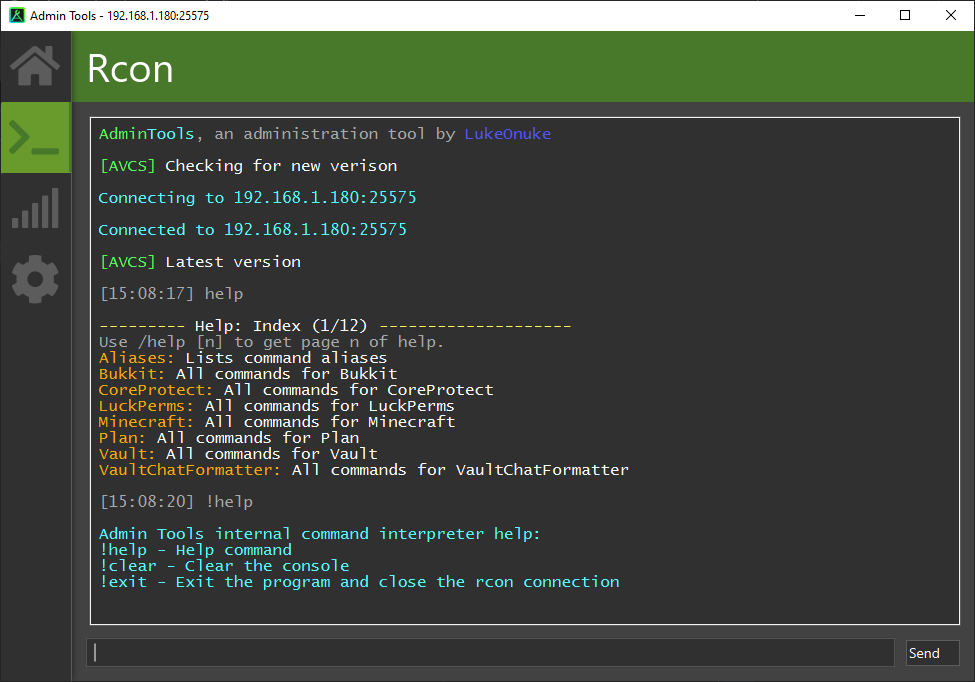 Admin Tools - 192.168.1.180:25575
Rcon
AdminTools, an administration tool by LukeOnuke
[AVCS] Checking for new verison
Connecting to 192.168.1.180:25575
Connected to 192.168.1.180:25575
[AVCS] Latest version
[15:08:17] help
--------- Help: Index (1/12) --------------------
Use /help [n] to get page n of help.
Aliases: Lists command aliases
Bukkit: All commands for Bukkit
CoreProtect: All commands for CoreProtect
LuckPerms: All commands for LuckPerms
Minecraft: All commands for Minecraft
Plan: All commands for Plan
Vault: All commands for Vault
VaultChatFormatter: All commands for VaultChatFormatter
[15:08:20] !help
Admin Tools internal command interpreter help:
!help - Help command
!clear - Clear the console
!exit - Exit the program and close the rcon connection
Send